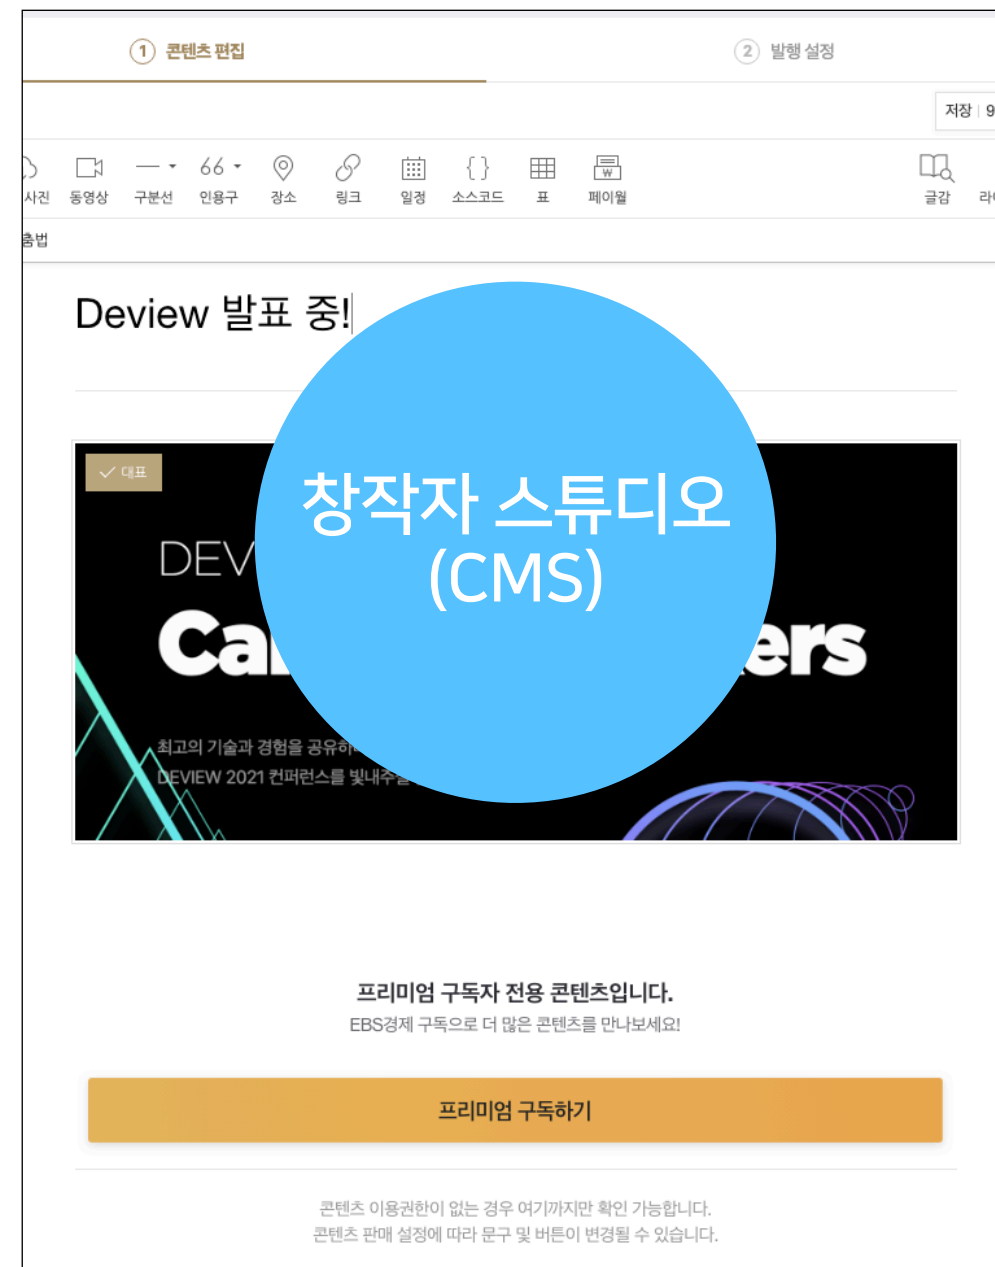 1 콘텐츠 편집
2 발행 설정
저장 9
사진 동영상 구분선 인용구 장소 링크 일정 소스코드 표 페이월 글감
춤법
Deview 발표 중!
대표
창작자 스튜디오
(CMS)
DEV
Ca
ers
최고의 기술과 경험을 공유하
DEVIEW 2021 컨퍼런스를 빛내주
프리미엄 구독자 전용 콘텐츠입니다.
EBS경제 구독으로 더 많은 콘텐츠를 만나보세요!
프리미엄 구독하기
콘텐츠 이용권한이 없는 경우 여기까지만 확인 가능합니다.
콘텐츠 판매 설정에 따라 문구 및 버튼이 변경될 수 있습니다.